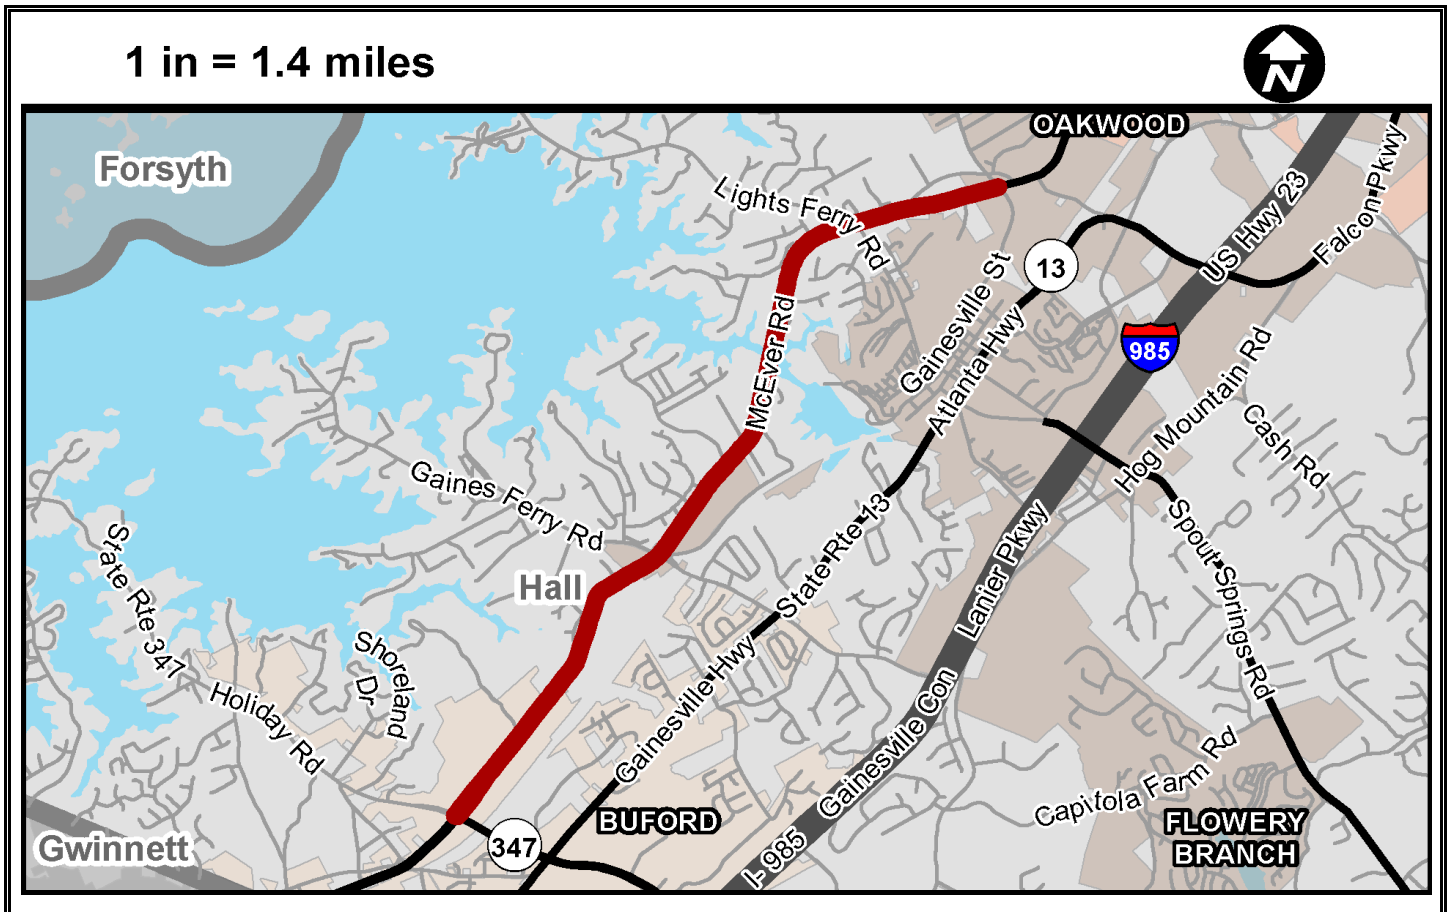 1 in = 1.4 miles
N
OAKWOOD
Forsyth
Lights Ferry Rd
US Hwy 23
Falcon Pkwy
13
Gainesville St
Atlanta Hwy
985
McEver Rd
Hog Mountain Rd
Cash Rd
Gaines Ferry Rd
State Rte 13
Lanier Pkwy
Spout Springs Rd
State Rte 347
Hall
Shoreland
Dr
Holiday Rd
Gainesville Hwy
Gainesville Con
I- 985
Capitola Farm Rd
BUFORD
FLOWERY
BRANCH
347
Gwinnett